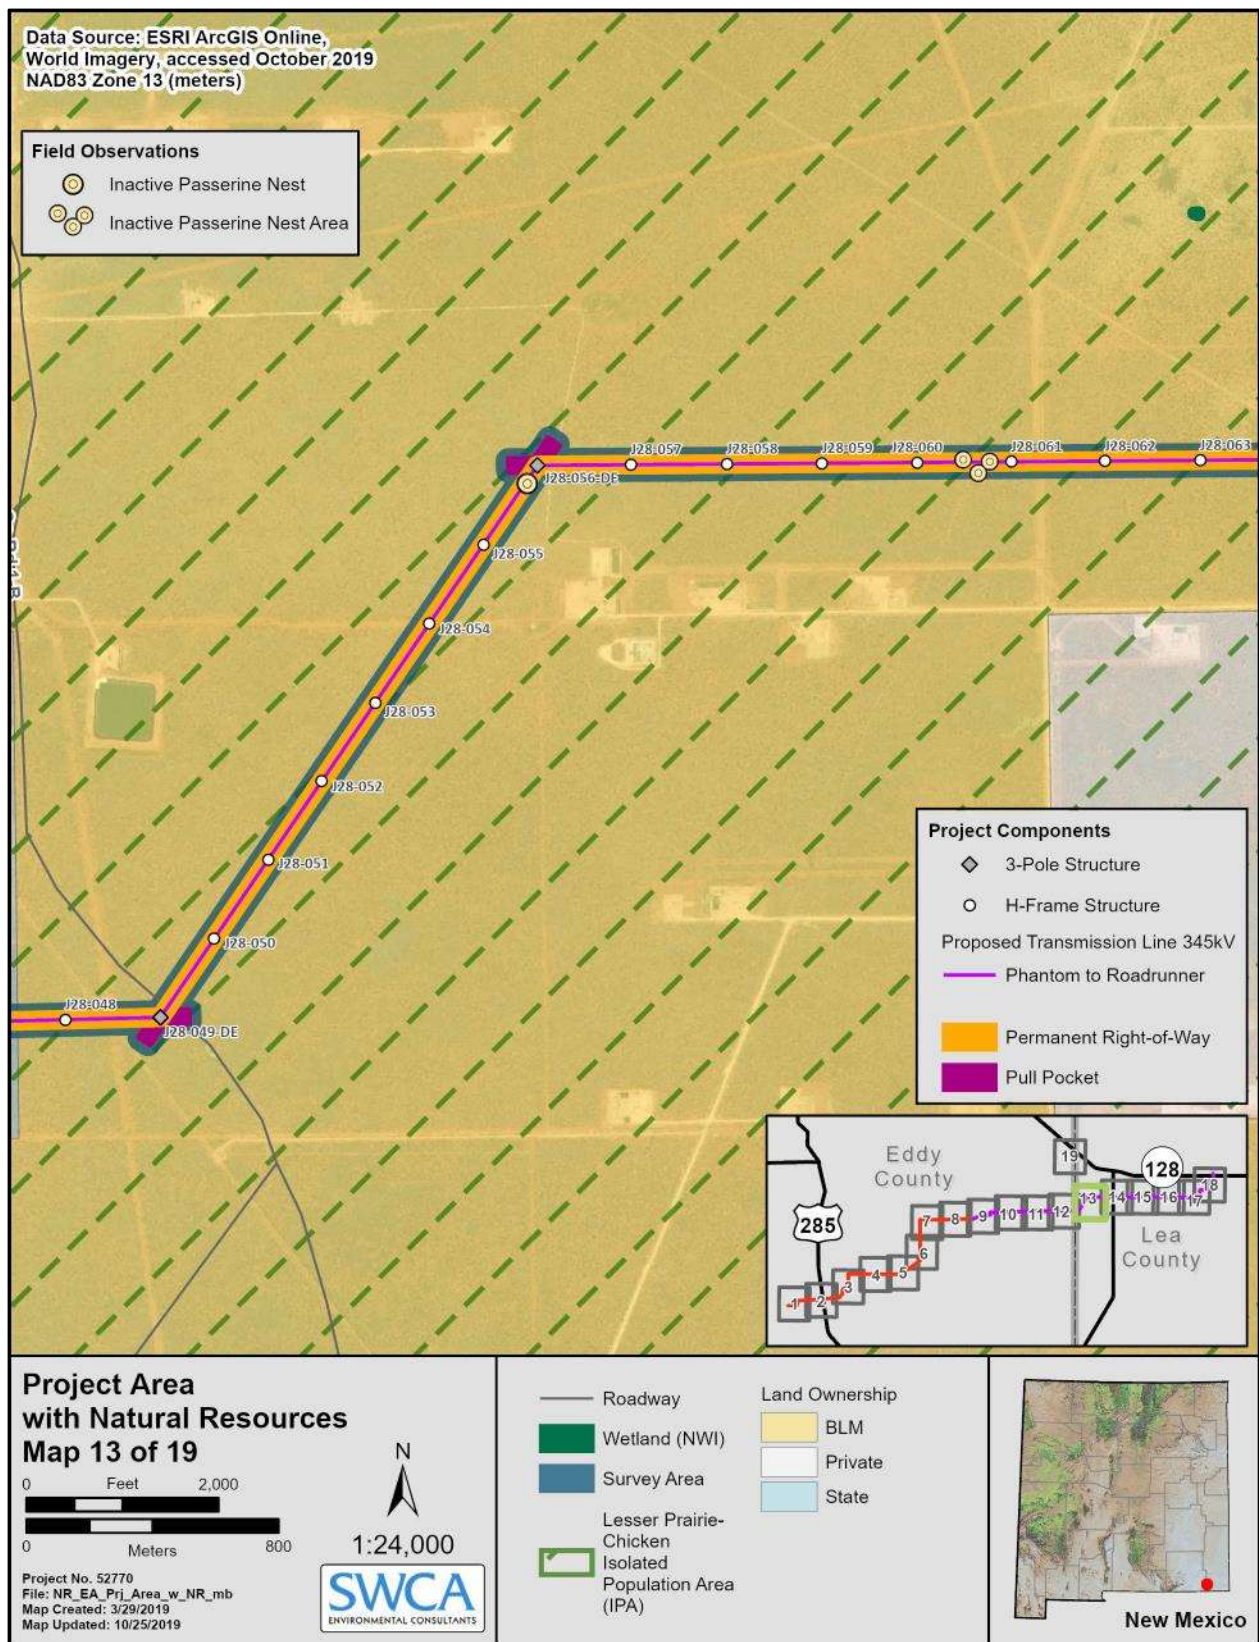 Data Source: ESRI ArcGIS Online,
World Imagery, accessed October 2019
NAD83 Zone 13 (meters)
Field Observations
Inactive Passerine Nest
Inactive Passerine Nest Area
J28-057
J28-058
J28-059
J28-060
J28-061
J28-062
J28-063
J28-056-DE
J28-055
J28-054
J28-053
J28-052
J28-051
J28-050
J28-048
J28-049-DE
Project Components
3-Pole Structure
H-Frame Structure
Proposed Transmission Line 345kV
Phantom to Roadrunner
Permanent Right-of-Way
Pull Pocket
Eddy
County
285
128
Lea
County
1
2
3
4
5
6
7
8
9
10
11
12
13
14
15
16
17
18
19
Project Area
with Natural Resources
Map 13 of 19
0 Feet 2,000
0 Meters 800
N
1:24,000
Project No. 52770
File: NR_EA_Prj_Area_w_NR_mb
Map Created: 3/29/2019
Map Updated: 10/25/2019
SWCA
ENVIRONMENTAL CONSULTANTS
Roadway
Wetland (NWI)
Survey Area
Lesser Prairie-
Chicken
Isolated
Population Area
(IPA)
Land Ownership
BLM
Private
State
New Mexico